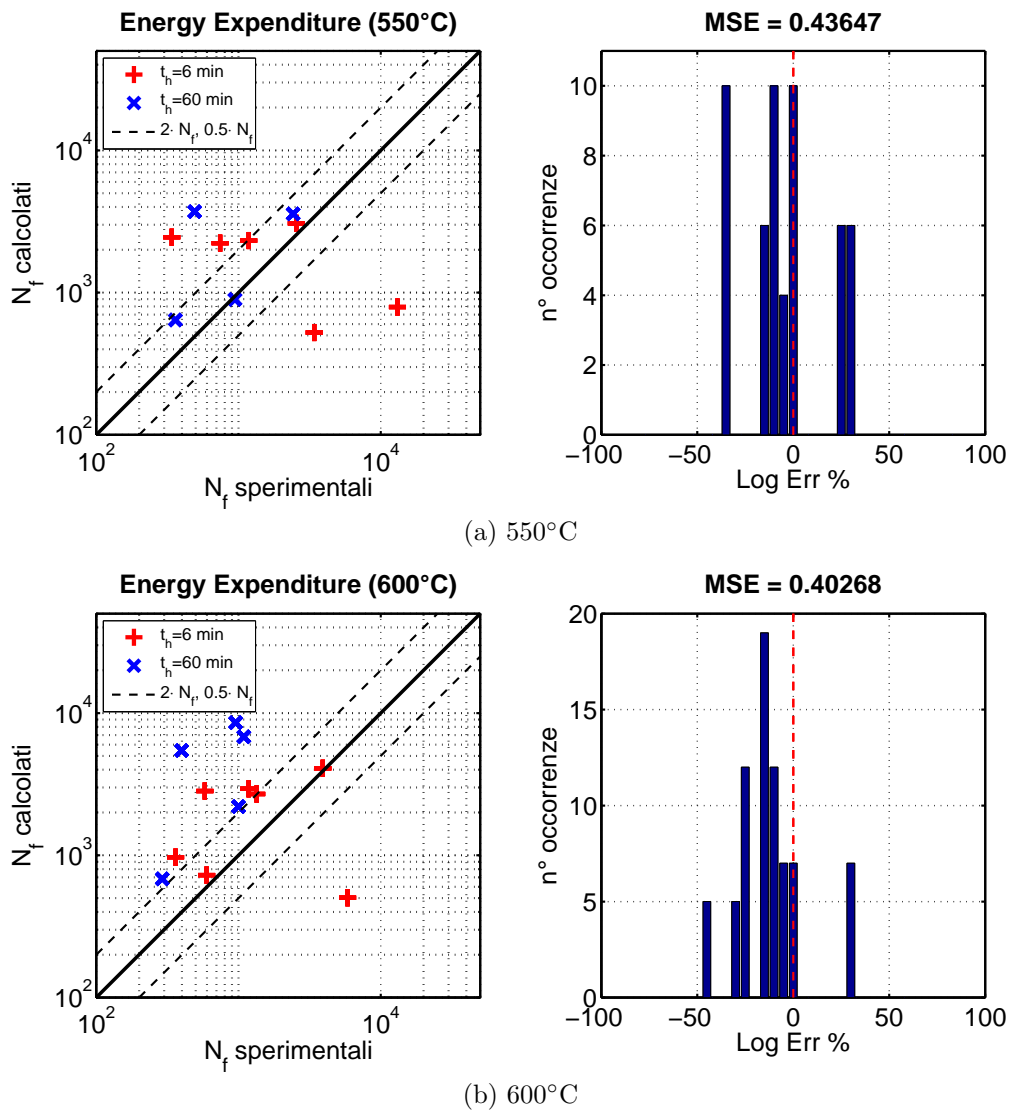 Energy Expenditure (550°C)
t_h=6 min
t_h=60 min
2· N_f, 0.5· N_f
10^4
10^3
10^2
10^2
10^4
N_f calcolati
N_f sperimentali
MSE = 0.43647
10
8
6
4
2
0
−100
−50
0
50
100
n° occorrenze
Log Err %
(a) 550°C
Energy Expenditure (600°C)
t_h=6 min
t_h=60 min
2· N_f, 0.5· N_f
10^4
10^3
10^2
10^2
10^4
N_f calcolati
N_f sperimentali
MSE = 0.40268
20
15
10
5
0
−100
−50
0
50
100
n° occorrenze
Log Err %
(b) 600°C